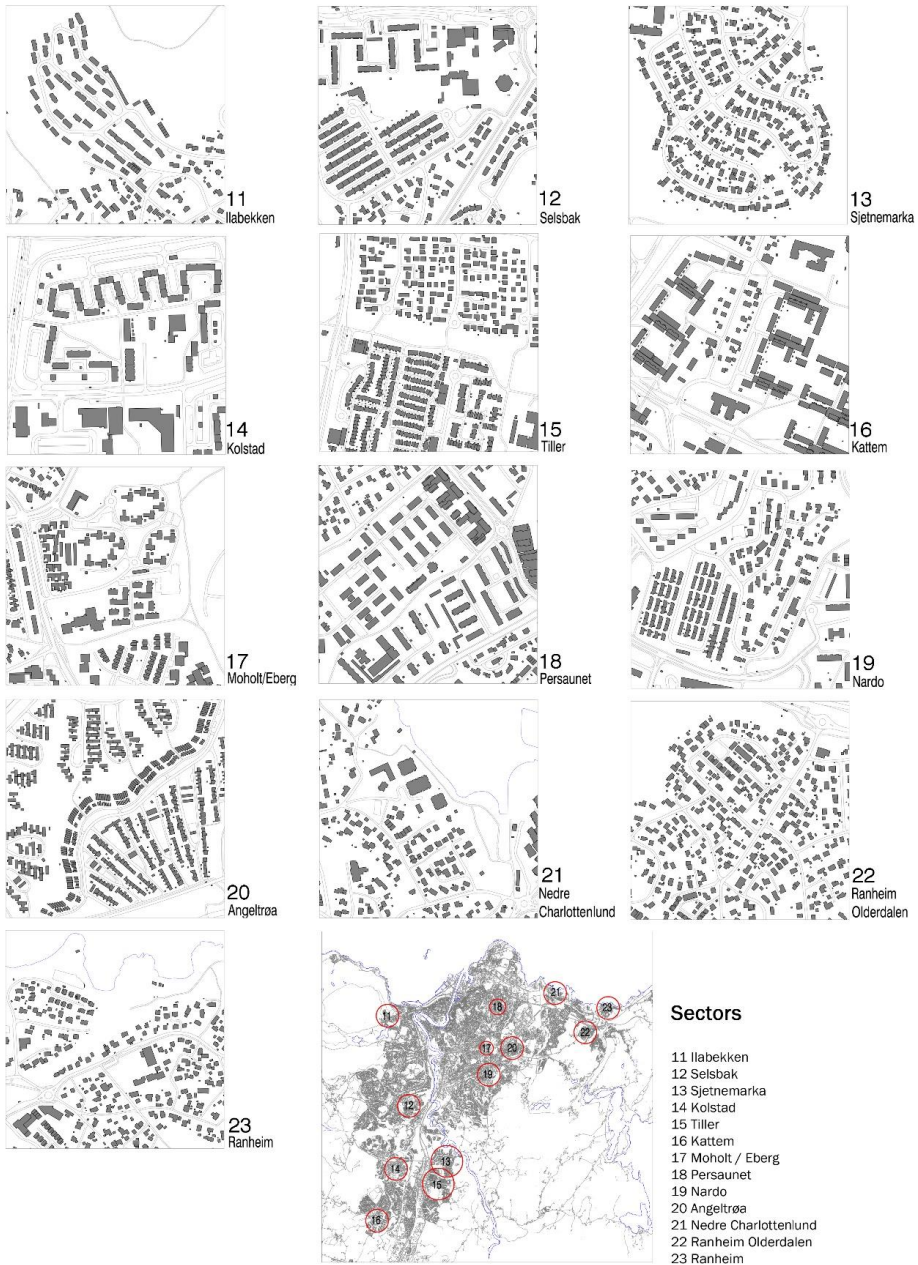 11
Ilabekken
12
Selsbak
13
Sjetnemarka
14
Kolstad
15
Tiller
16
Kattem
17
Moholt/Eberg
18
Persaunet
19
Nardo
20
Angeltrøa
21
Nedre
Charlottenlund
22
Ranheim
Olderdalen
23
Ranheim
11
18
21
23
22
17
20
19
12
13
14
15
16
Sectors
11 Ilabekken
12 Selsbak
13 Sjetnemarka
14 Kolstad
15 Tiller
16 Kattem
17 Moholt / Eberg
18 Persaunet
19 Nardo
20 Angeltrøa
21 Nedre Charlottenlund
22 Ranheim Olderdalen
23 Ranheim